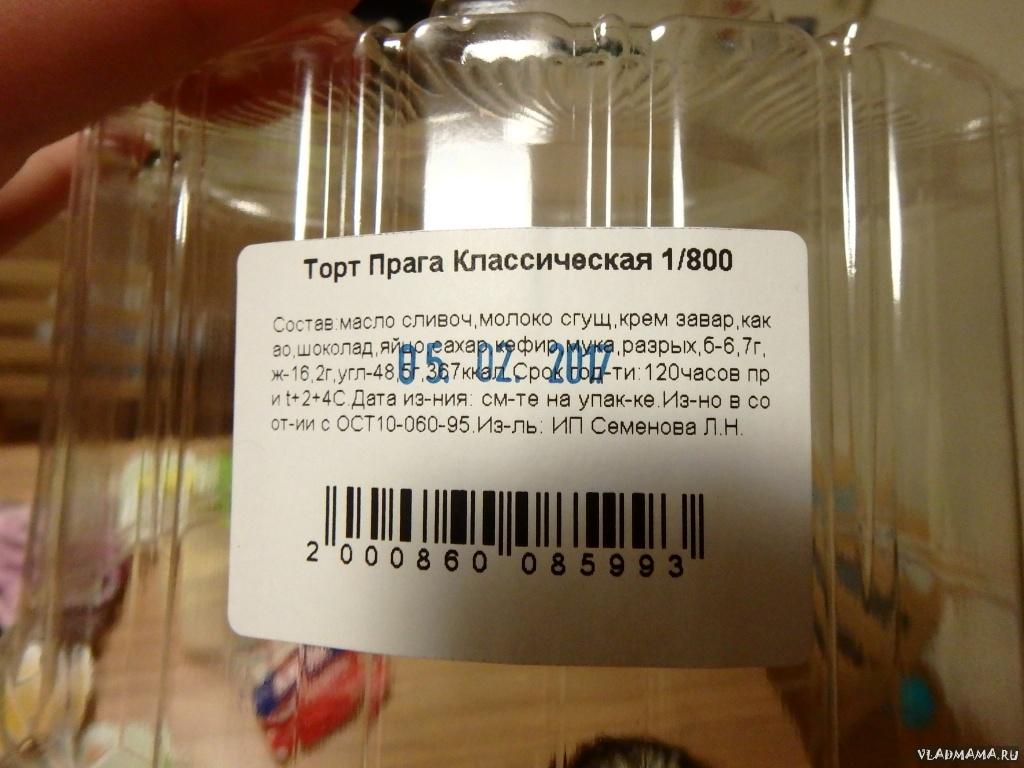 Торт Прага Классическая 1/800
Состав:масло сливоч,молоко сгущ,крем завар,как
ао,шоколад,яйцо,сахар,кефир,мука,разрых,б-6,7г,
ж-16,2г,угл-48,5г,367ккал.Срок год-ти:120часов пр
и t+2+4С.Дата из-ния: см-те на упак-ке.Из-но в со
от-ии с ОСТ10-060-95.Из-ль: ИП Семенова Л.Н.
05. 02. 2017
2 000860 085993
VLADMAMA.RU